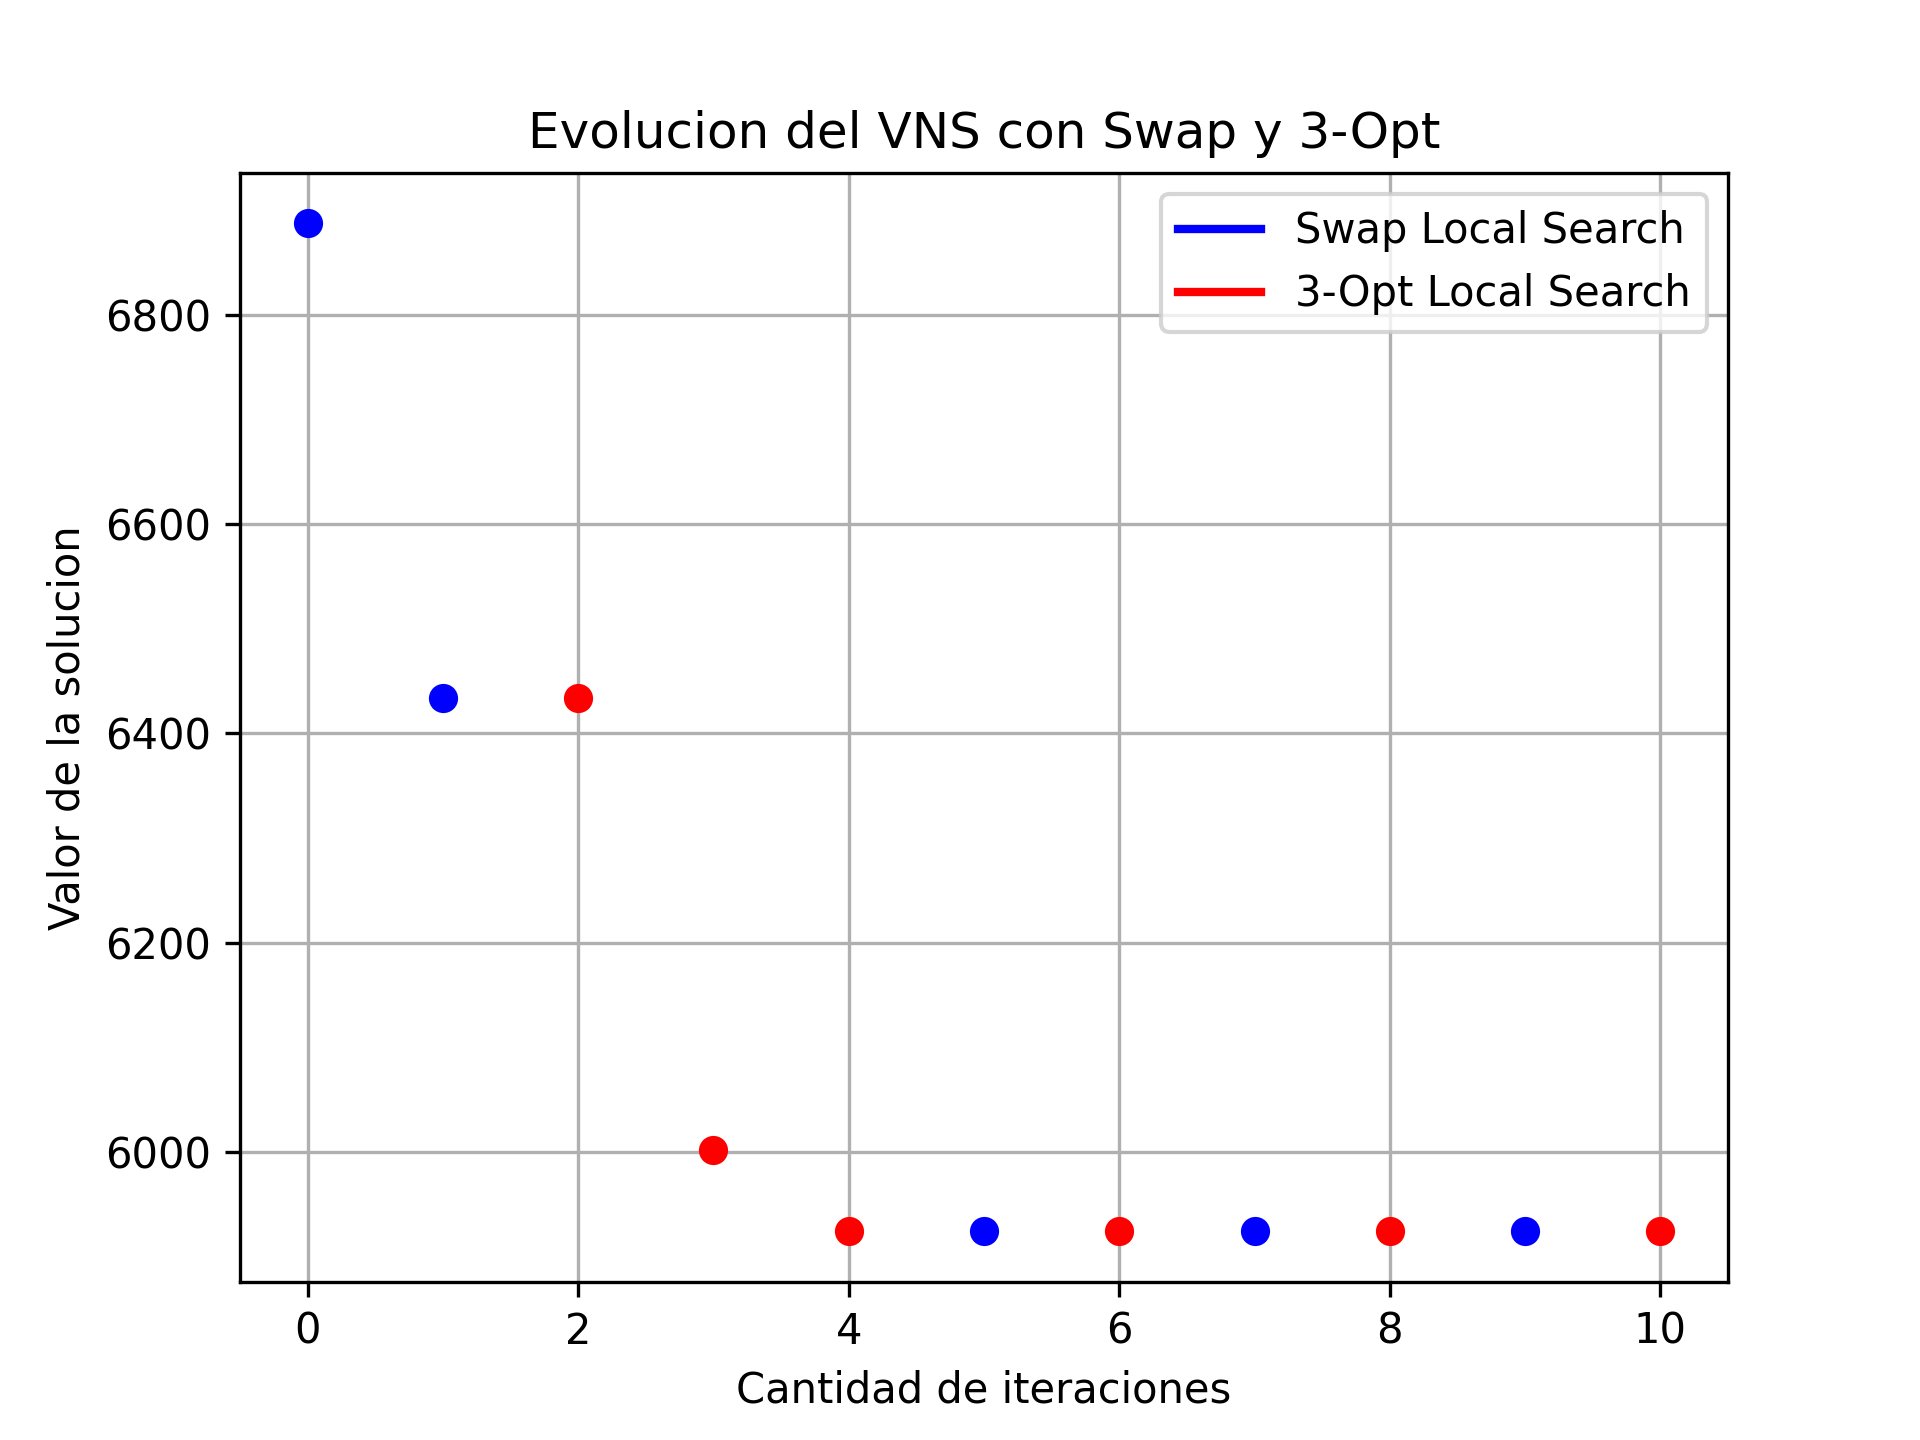 Evolucion del VNS con Swap y 3-Opt
Swap Local Search
3-Opt Local Search
6800
6600
6400
6200
6000
Valor de la solucion
0 2 4 6 8 10
Cantidad de iteraciones